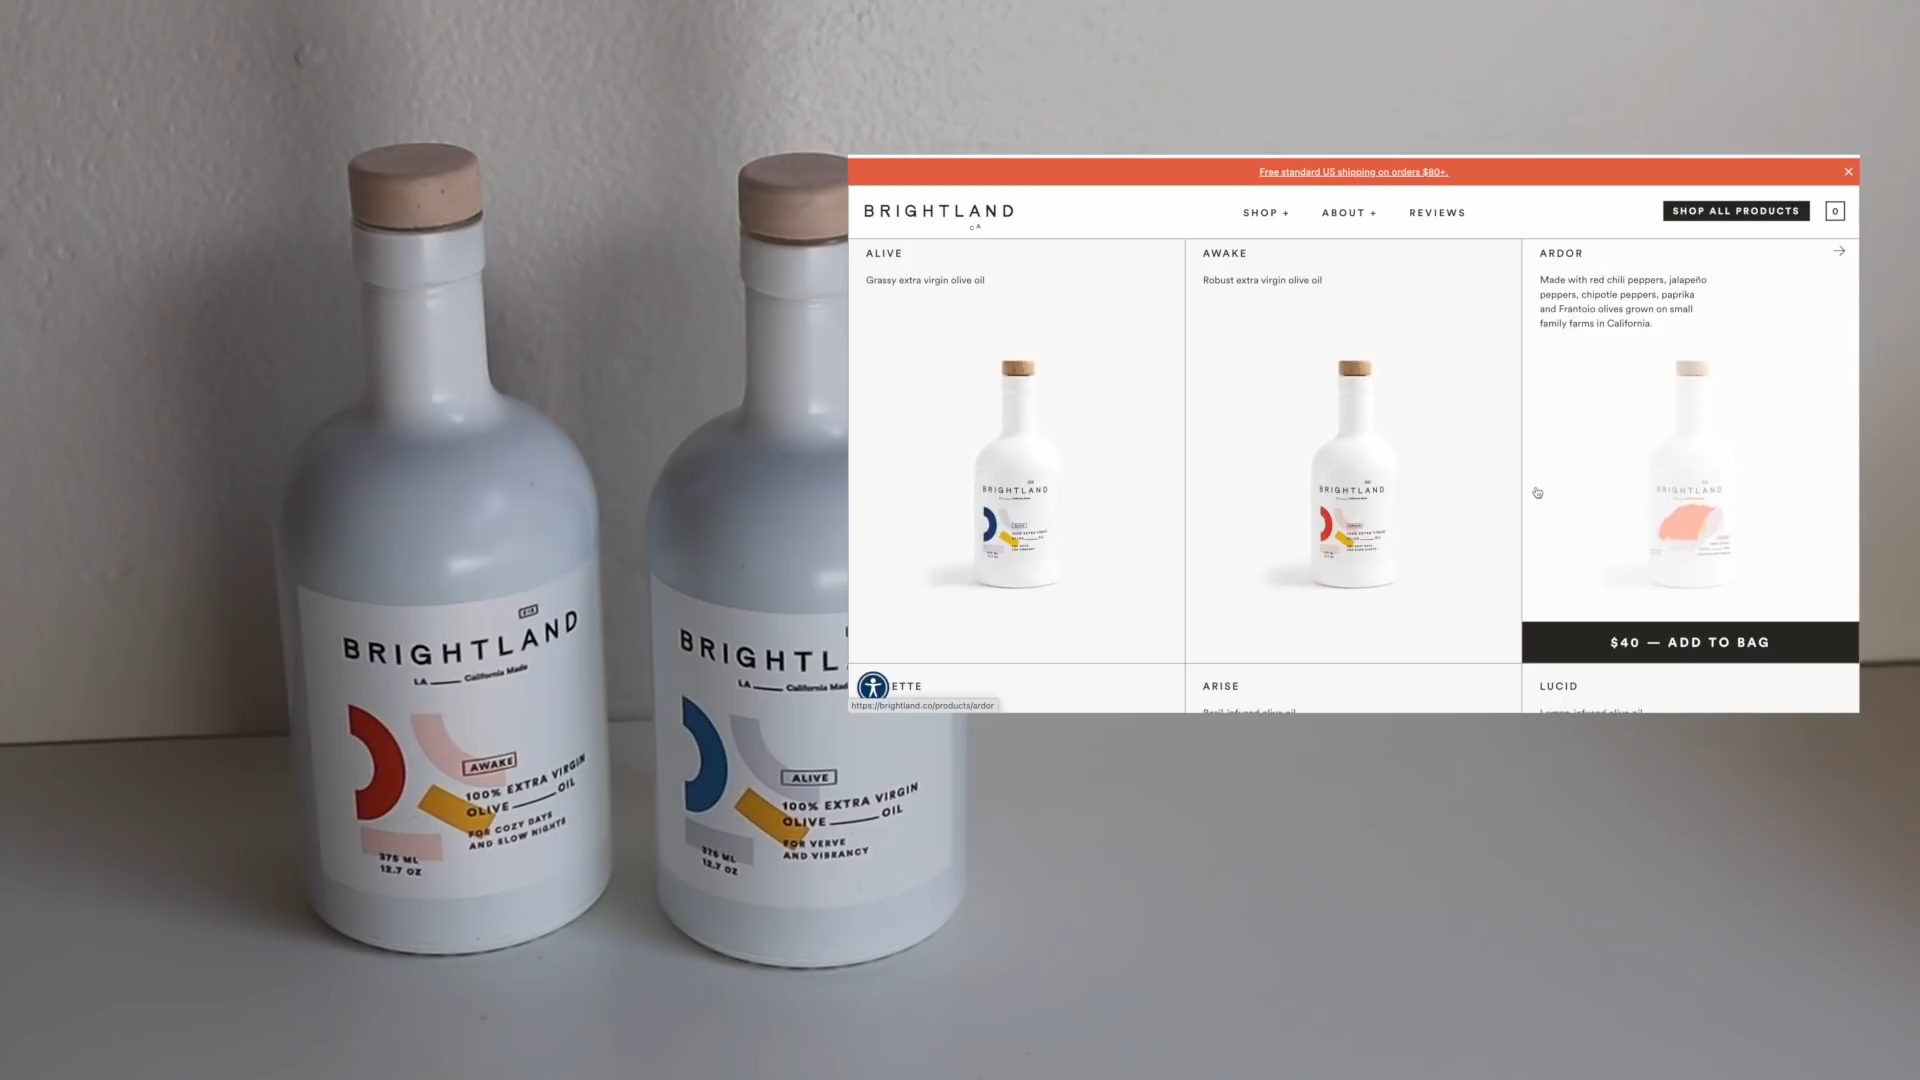 BRIGHTLAND
LA
California Made
AWAKE
100% EXTRA VIRGIN
OLIVE OIL
FOR COZY DAYS
AND SLOW NIGHTS
375 ML
12.7 OZ
BRIGHTL
LA
California Mad
ALIVE
100% EXTRA VIRGIN
OLIVE OIL
FOR VERVE
AND VIBRANCY
375 ML
12.7 OZ
Free standard US shipping on orders $80+.
BRIGHTLAND
CA
SHOP +
ABOUT +
REVIEWS
SHOP ALL PRODUCTS
0
ALIVE
Grassy extra virgin olive oil
BRIGHTLAND
AWAKE
Robust extra virgin olive oil
BRIGHTLAND
ARDOR
Made with red chili peppers, jalapeño
peppers, chipotle peppers, paprika
and Frantoio olives grown on small
family farms in California.
BRIGHTLAND
$40 — ADD TO BAG
ETTE
ARISE
LUCID
https://brightland.co/products/ardor